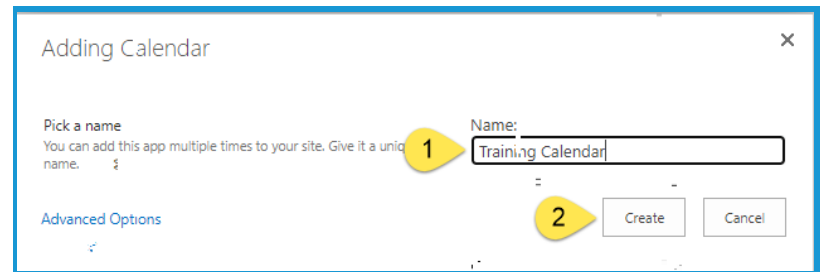 Adding Calendar
Pick a name
Name:
You can add this app multiple times to your site. Give it a uniq
1
Training Calendar
name.
Advanced Options
2
Create
Cancel